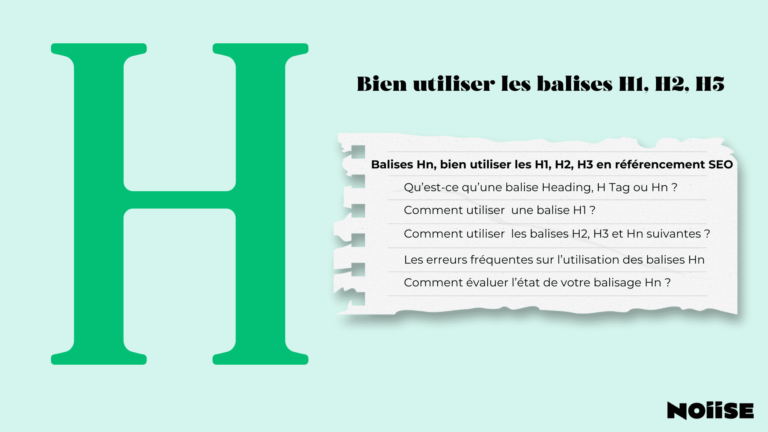 H
Bien utiliser les balises H1, H2, H3
Balises Hn, bien utiliser les H1, H2, H3 en référencement SEO
Qu’est-ce qu’une balise Heading, H Tag ou Hn ?
Comment utiliser une balise H1 ?
Comment utiliser les balises H2, H3 et Hn suivantes ?
Les erreurs fréquentes sur l’utilisation des balises Hn
Comment évaluer l’état de votre balisage Hn ?
NOIISE